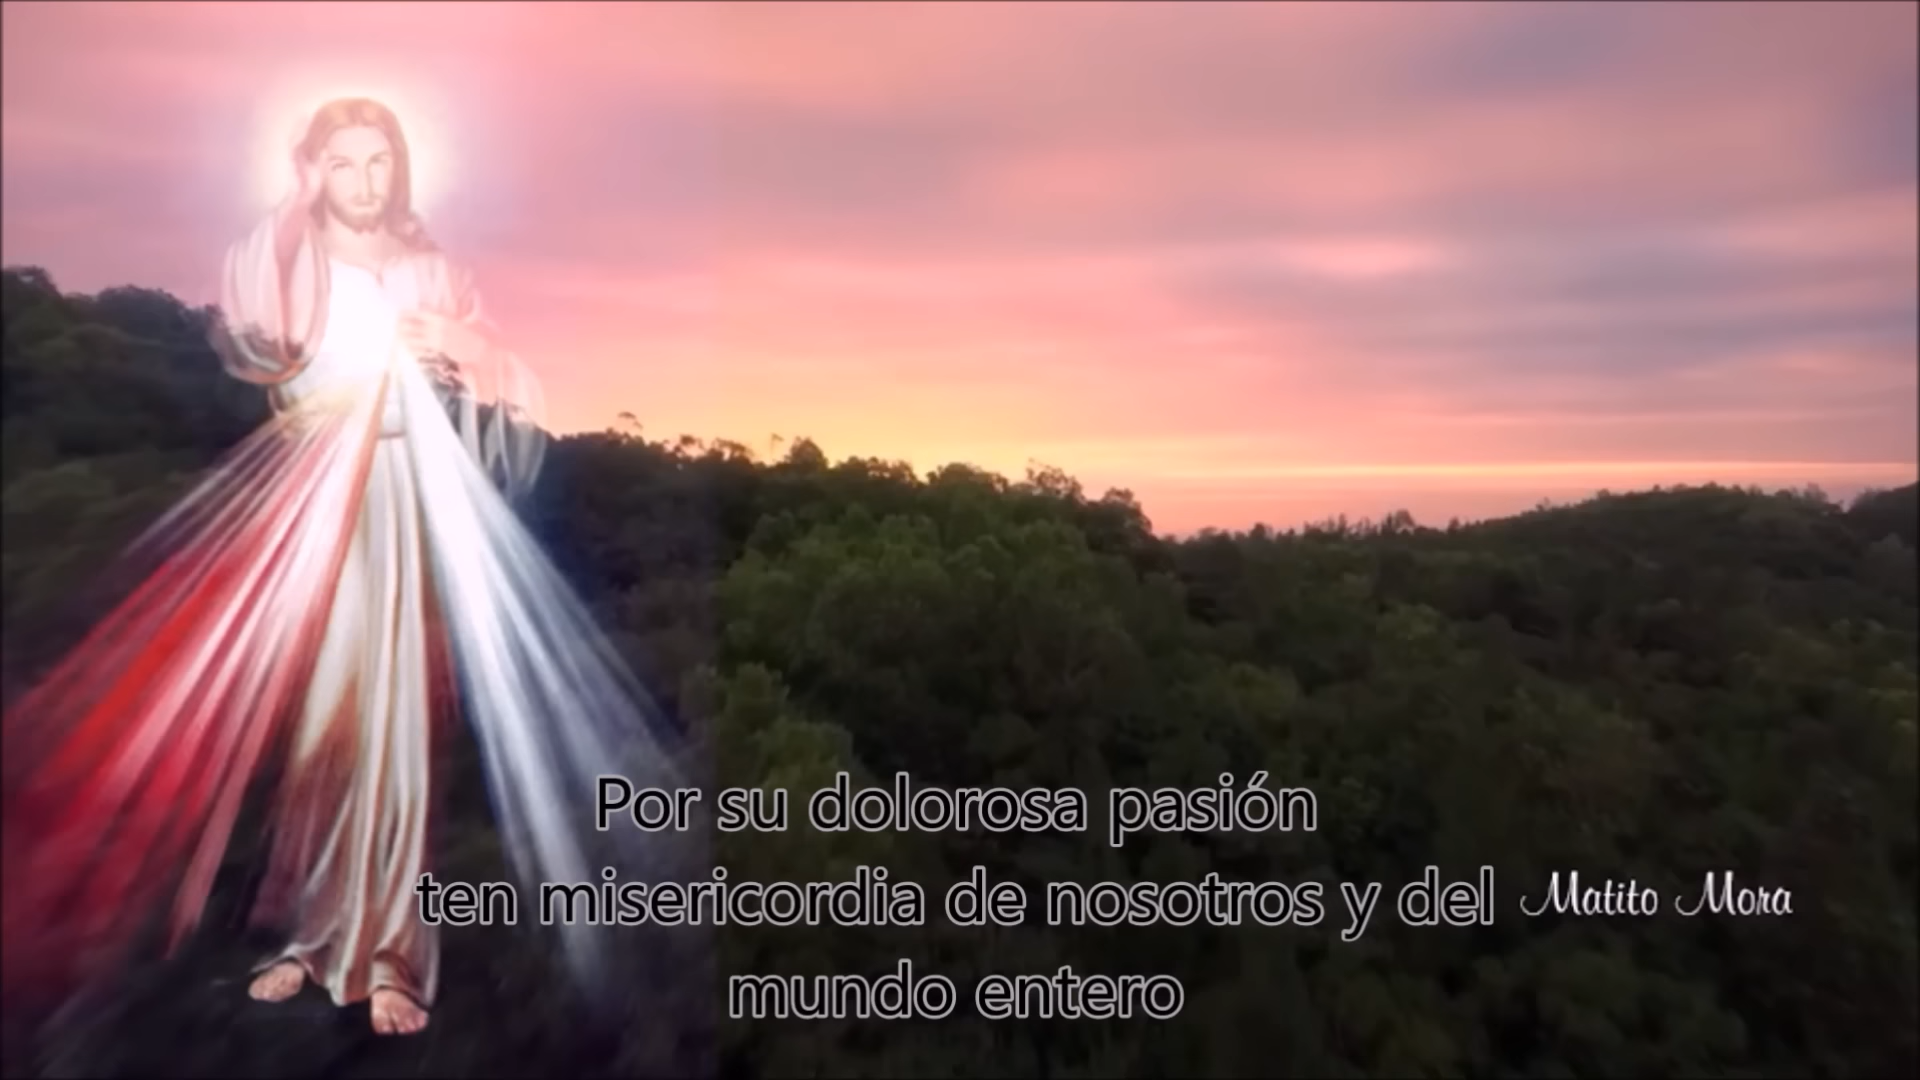 Por su dolorosa pasión
ten misericordia de nosotros y del
mundo entero
Matito Mora